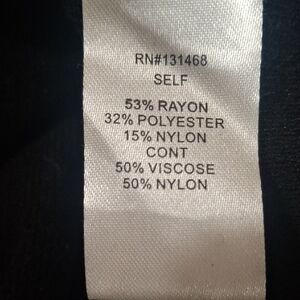 RN#131468
SELF
53% RAYON
32% POLYESTER
15% NYLON
CONT
50% VISCOSE
50% NYLON